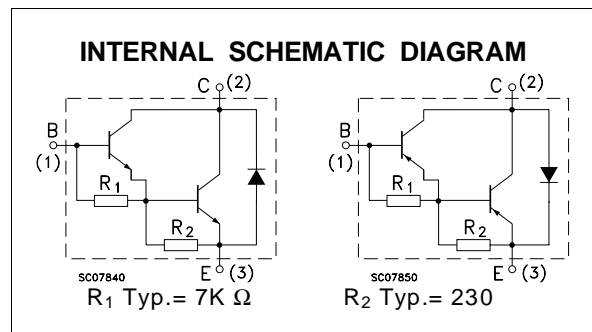 INTERNAL SCHEMATIC DIAGRAM
C (2)
B
(1)
R1
R2
E (3)
SC07840
C (2)
B
(1)
R1
R2
E (3)
SC07850
R1 Typ.= 7K Ω
R2 Typ.= 230